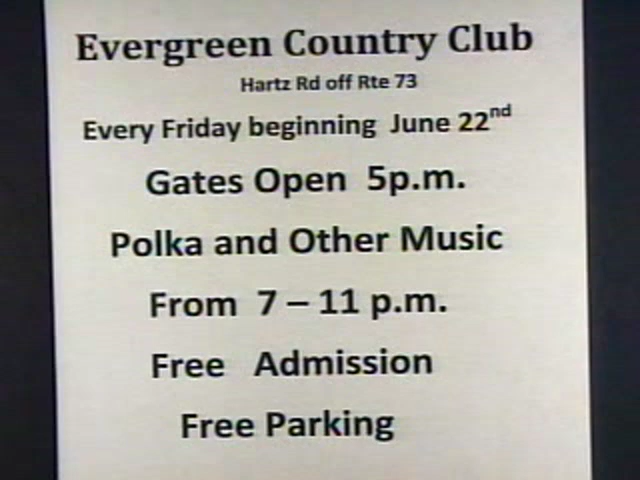 Evergreen Country Club
Hartz Rd off Rte 73
Every Friday beginning June 22nd
Gates Open 5p.m.
Polka and Other Music
From 7 – 11 p.m.
Free Admission
Free Parking